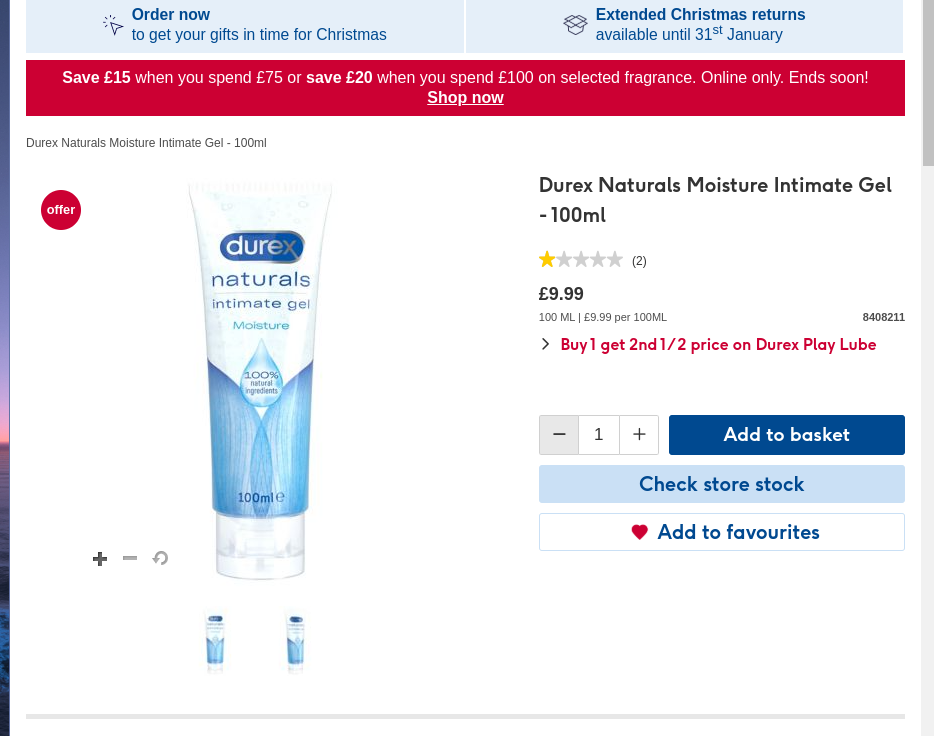 Order now
to get your gifts in time for Christmas
Extended Christmas returns
available until 31st January
Save £15 when you spend £75 or save £20 when you spend £100 on selected fragrance. Online only. Ends soon!
Shop now
Durex Naturals Moisture Intimate Gel - 100ml
offer
durex
naturals
intimate gel
Moisture
100%
natural
ingredients
100ml e
Durex Naturals Moisture Intimate Gel
- 100ml
(2)
£9.99
100 ML | £9.99 per 100ML
8408211
Buy 1 get 2nd 1/2 price on Durex Play Lube
1
Add to basket
Check store stock
Add to favourites